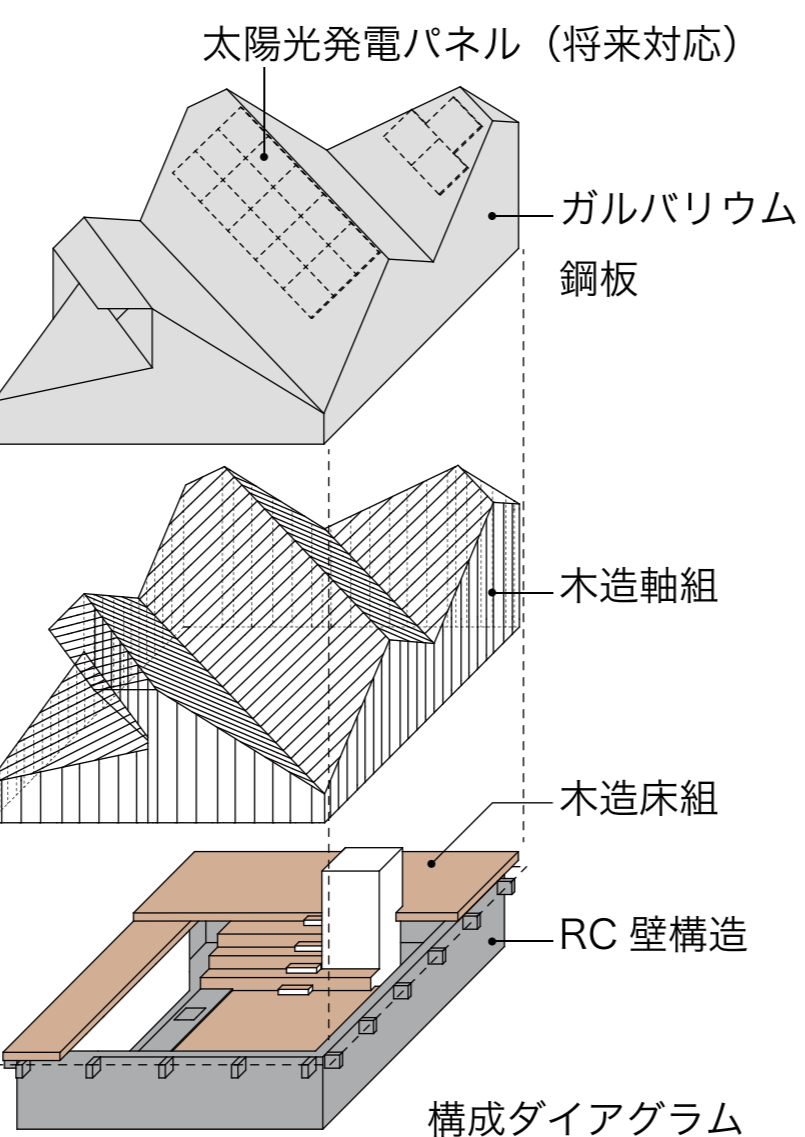 太陽光発電パネル（将来対応）
ガルバリウム
鋼板
木造軸組
木造床組
RC 壁構造
構成ダイアグラム